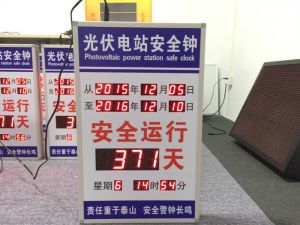 光伏电站安全钟
Photovoltaic power station safe clock
从2015年12月05日
至2016年12月10日
安全运行
371天
星期6 14时54分
责任重于泰山 安全警钟长鸣